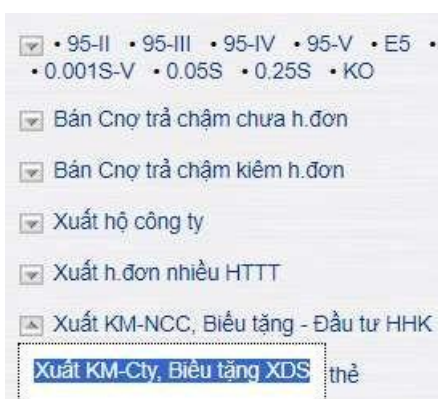 • 95-II • 95-III • 95-IV • 95-V • E5 •
• 0.001S-V • 0.05S • 0.25S • KO
Bán Cnợ trả chậm chưa h.đơn
Bán Cnợ trả chậm kiêm h.đơn
Xuất hộ công ty
Xuất h.đơn nhiều HTTT
Xuất KM-NCC, Biếu tặng - Đầu tư HHK
Xuất KM-Cty, Biếu tặng XDS thẻ